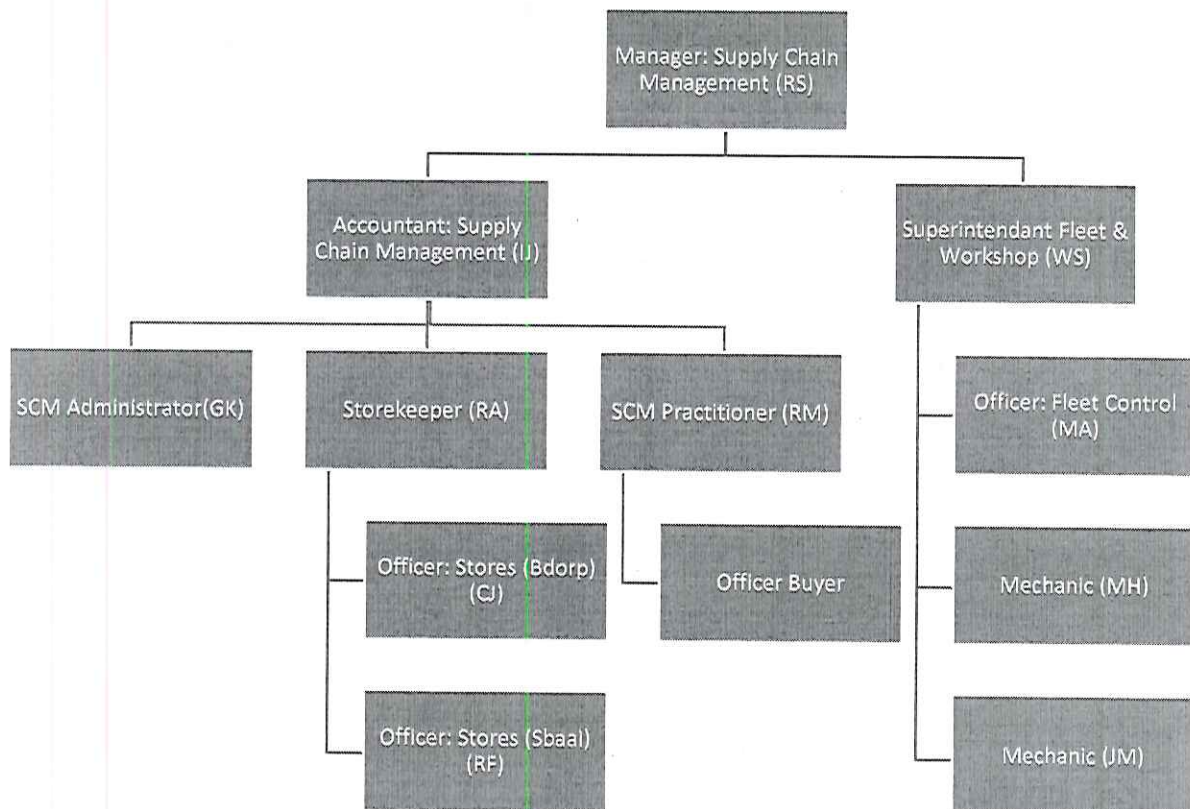 Manager: Supply Chain
Management (RS)
Accountant: Supply
Chain Management (IJ)
Superintendant Fleet &
Workshop (WS)
SCM Administrator(GK)
Storekeeper (RA)
SCM Practitioner (RM)
Officer: Fleet Control
(MA)
Officer: Stores (Bdorp)
(CJ)
Officer Buyer
Mechanic (MH)
Officer: Stores (Sbaai)
(RF)
Mechanic (JM)